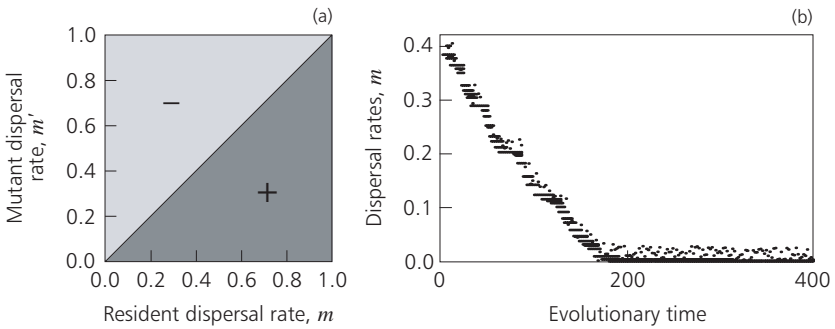 (a)
1.0
0.8
0.6
0.4
0.2
0.0
Mutant dispersal
rate, m′
−
+
0.0 0.2 0.4 0.6 0.8 1.0
Resident dispersal rate, m
(b)
0.4
0.3
0.2
0.1
0.0
Dispersal rates, m
0 200 400
Evolutionary time